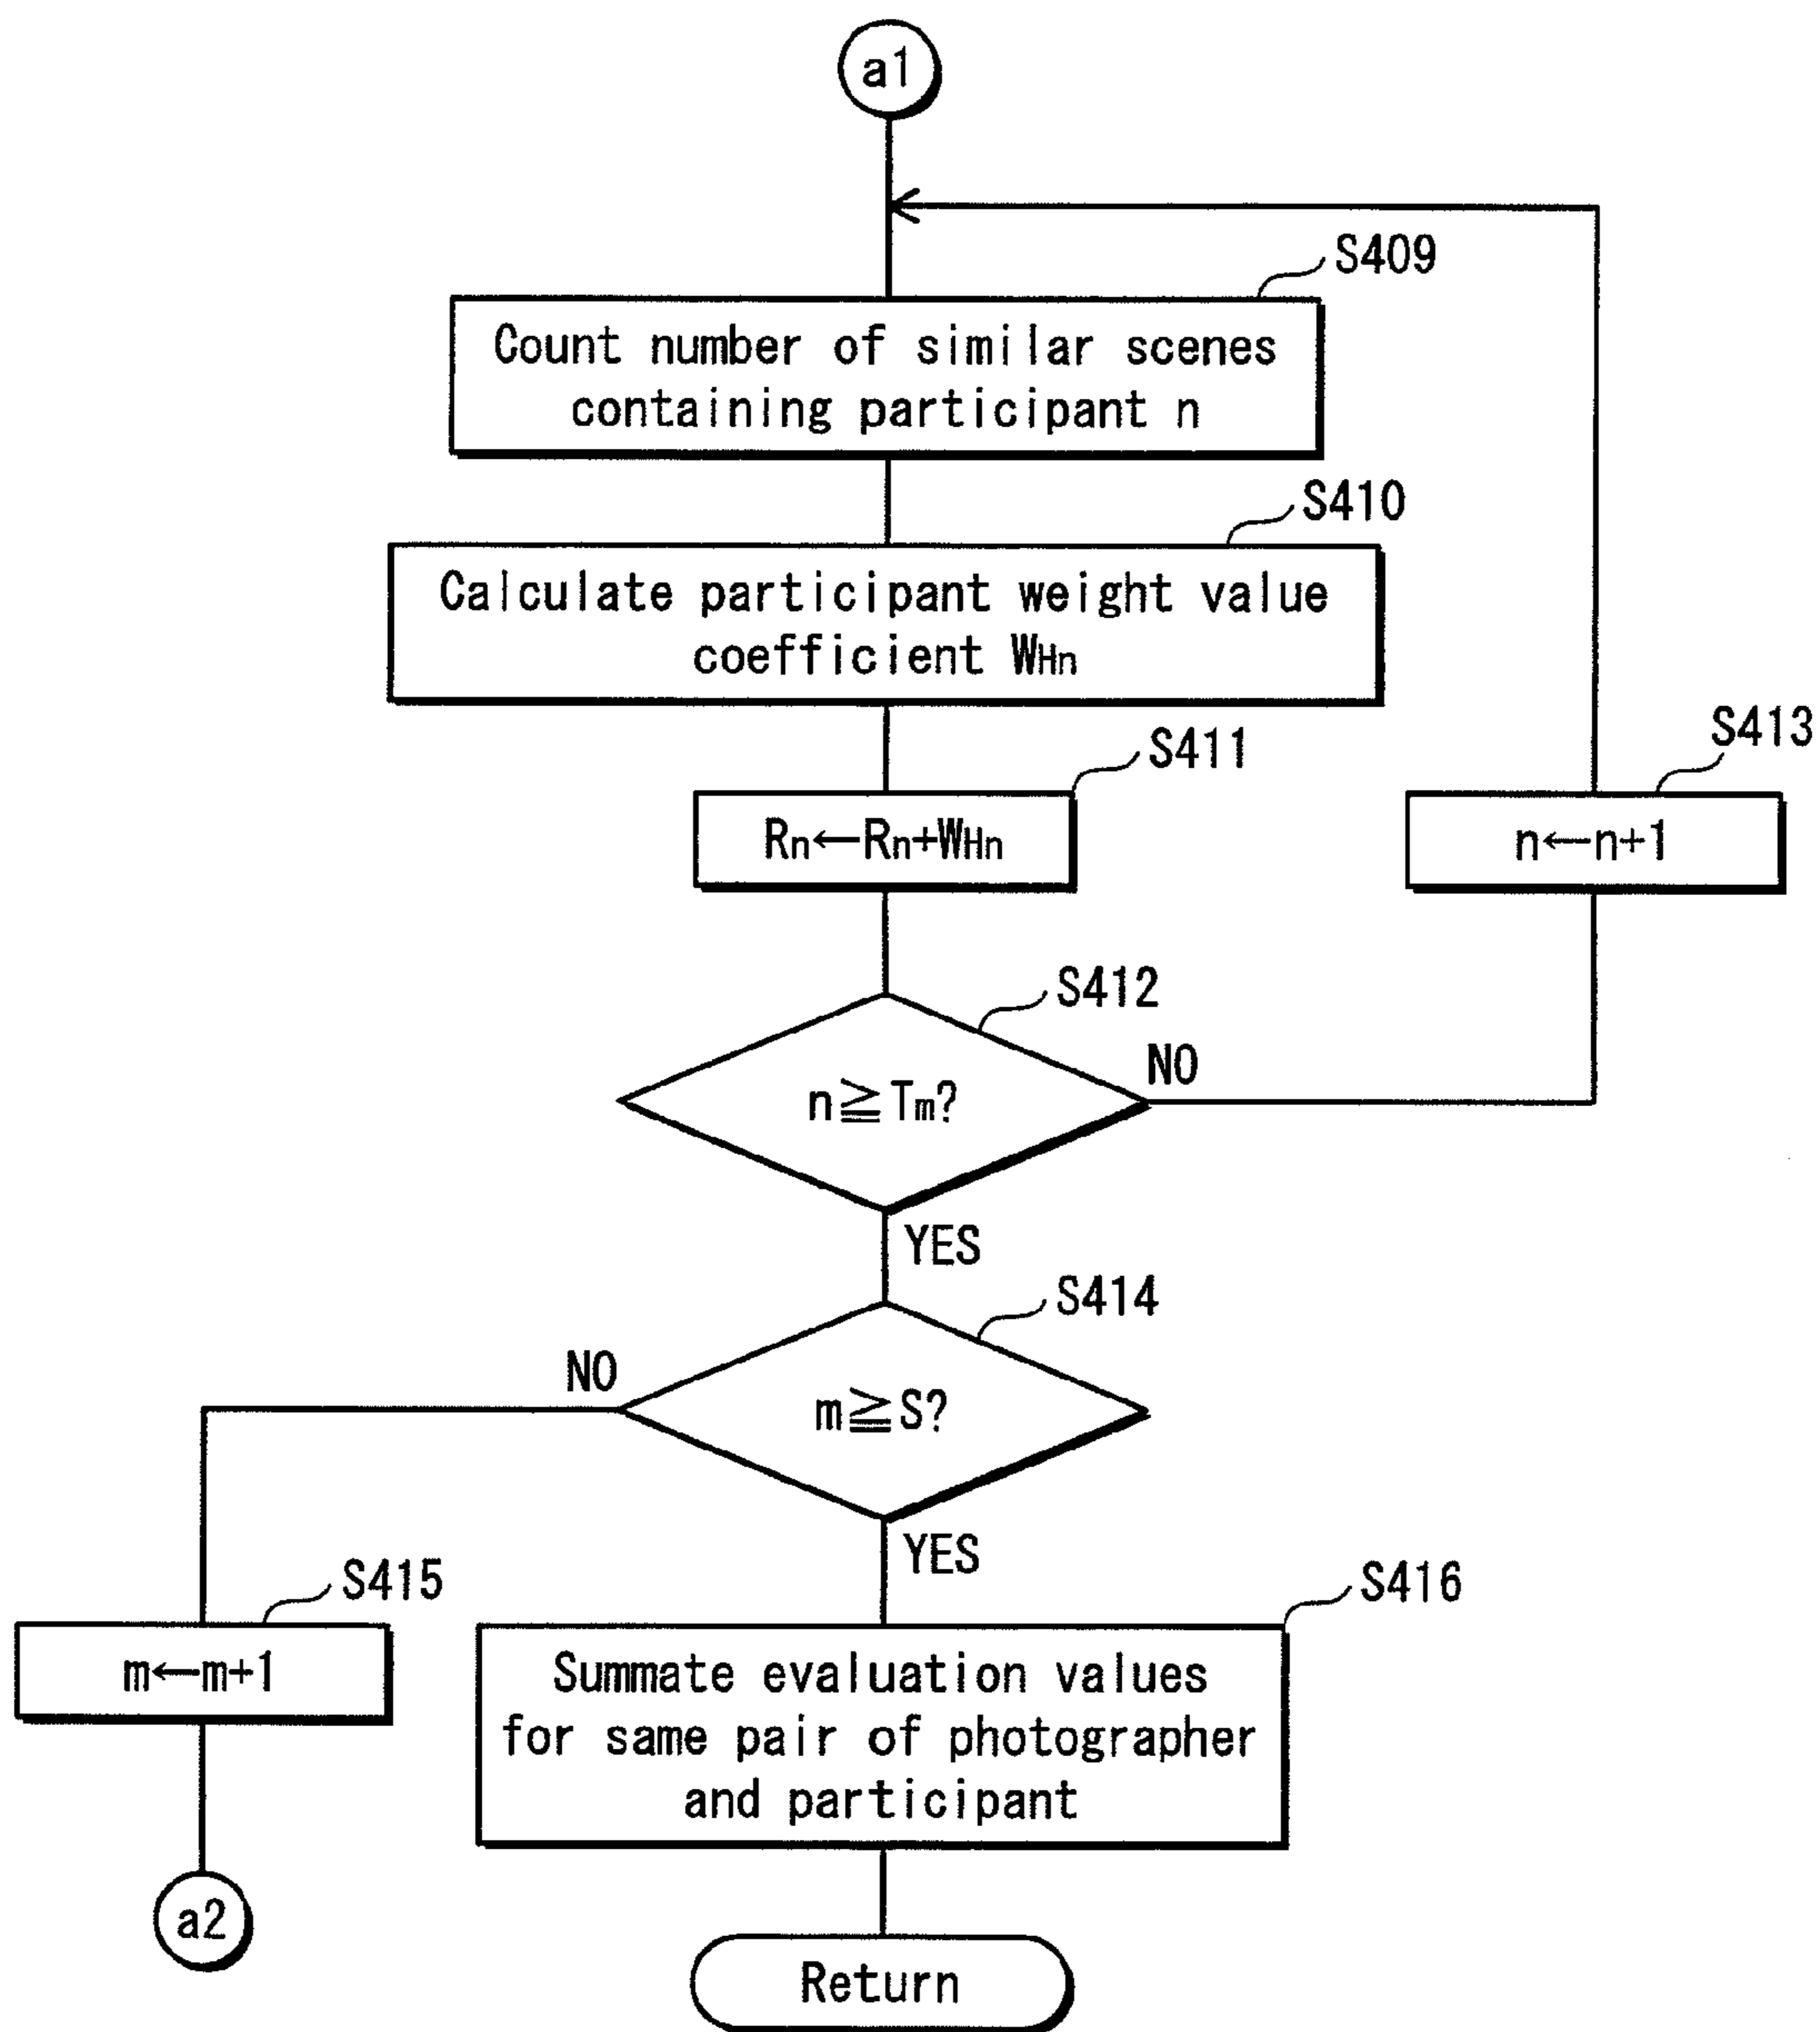 a1
S409
Count number of similar scenes
containing participant n
S410
Calculate participant weight value
coefficient WHn
S411
Rn←Rn+WHn
S413
n←n+1
S412
n≧Tm?
NO
YES
S414
m≧S?
NO
YES
S415
m←m+1
a2
S416
Summate evaluation values
for same pair of photographer
and participant
Return